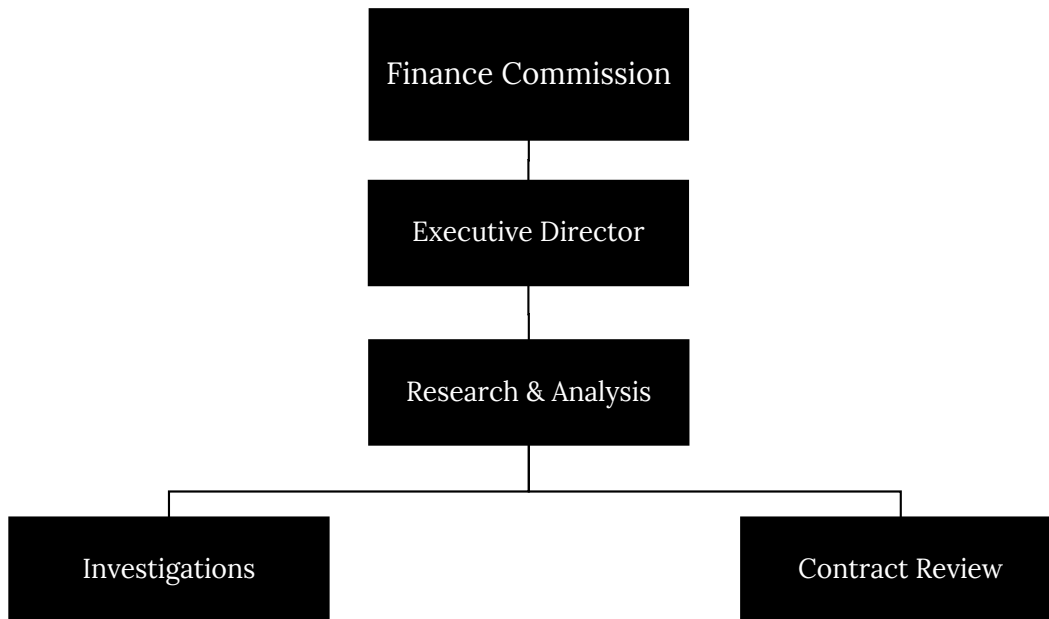 Finance Commission
Executive Director
Research & Analysis
Investigations
Contract Review